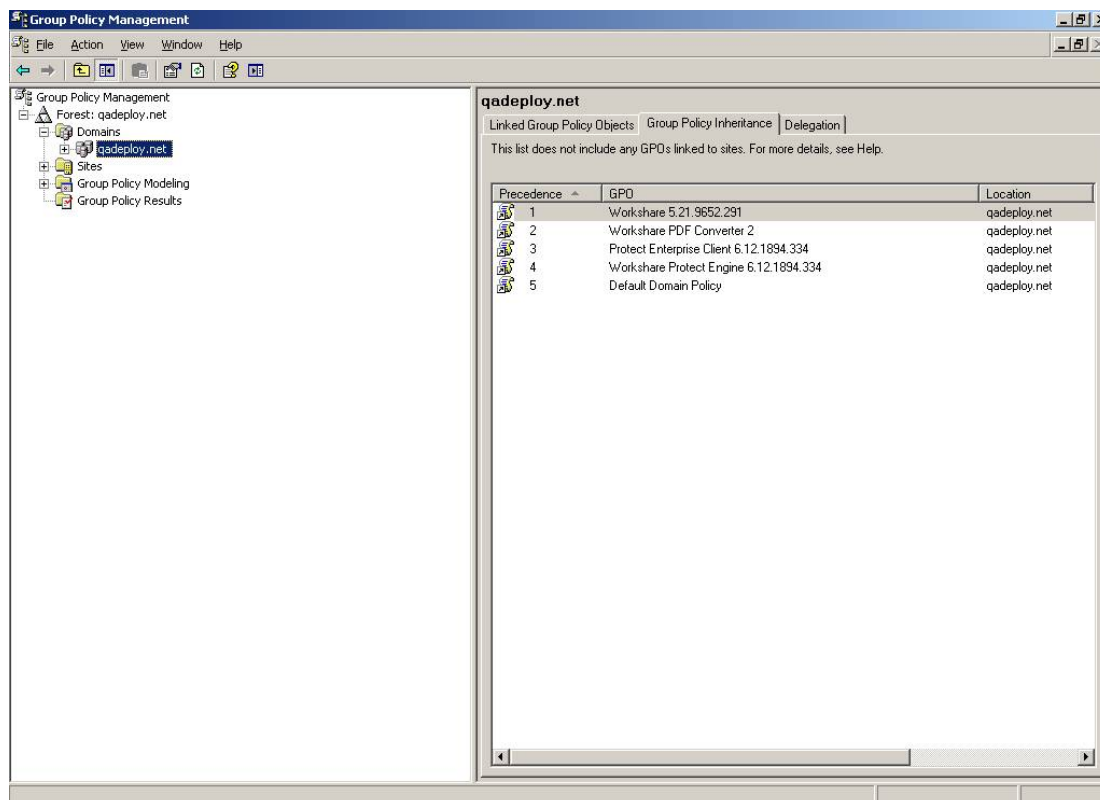 Group Policy Management
File Action View Window Help
Group Policy Management
Forest: qadeploy.net
Domains
qadeploy.net
Sites
Group Policy Modeling
Group Policy Results
qadeploy.net
Linked Group Policy Objects Group Policy Inheritance Delegation
This list does not include any GPOs linked to sites. For more details, see Help.
Precedence GPO Location
1 Workshare 5.21.9652.291 qadeploy.net
2 Workshare PDF Converter 2 qadeploy.net
3 Protect Enterprise Client 6.12.1894.334 qadeploy.net
4 Workshare Protect Engine 6.12.1894.334 qadeploy.net
5 Default Domain Policy qadeploy.net